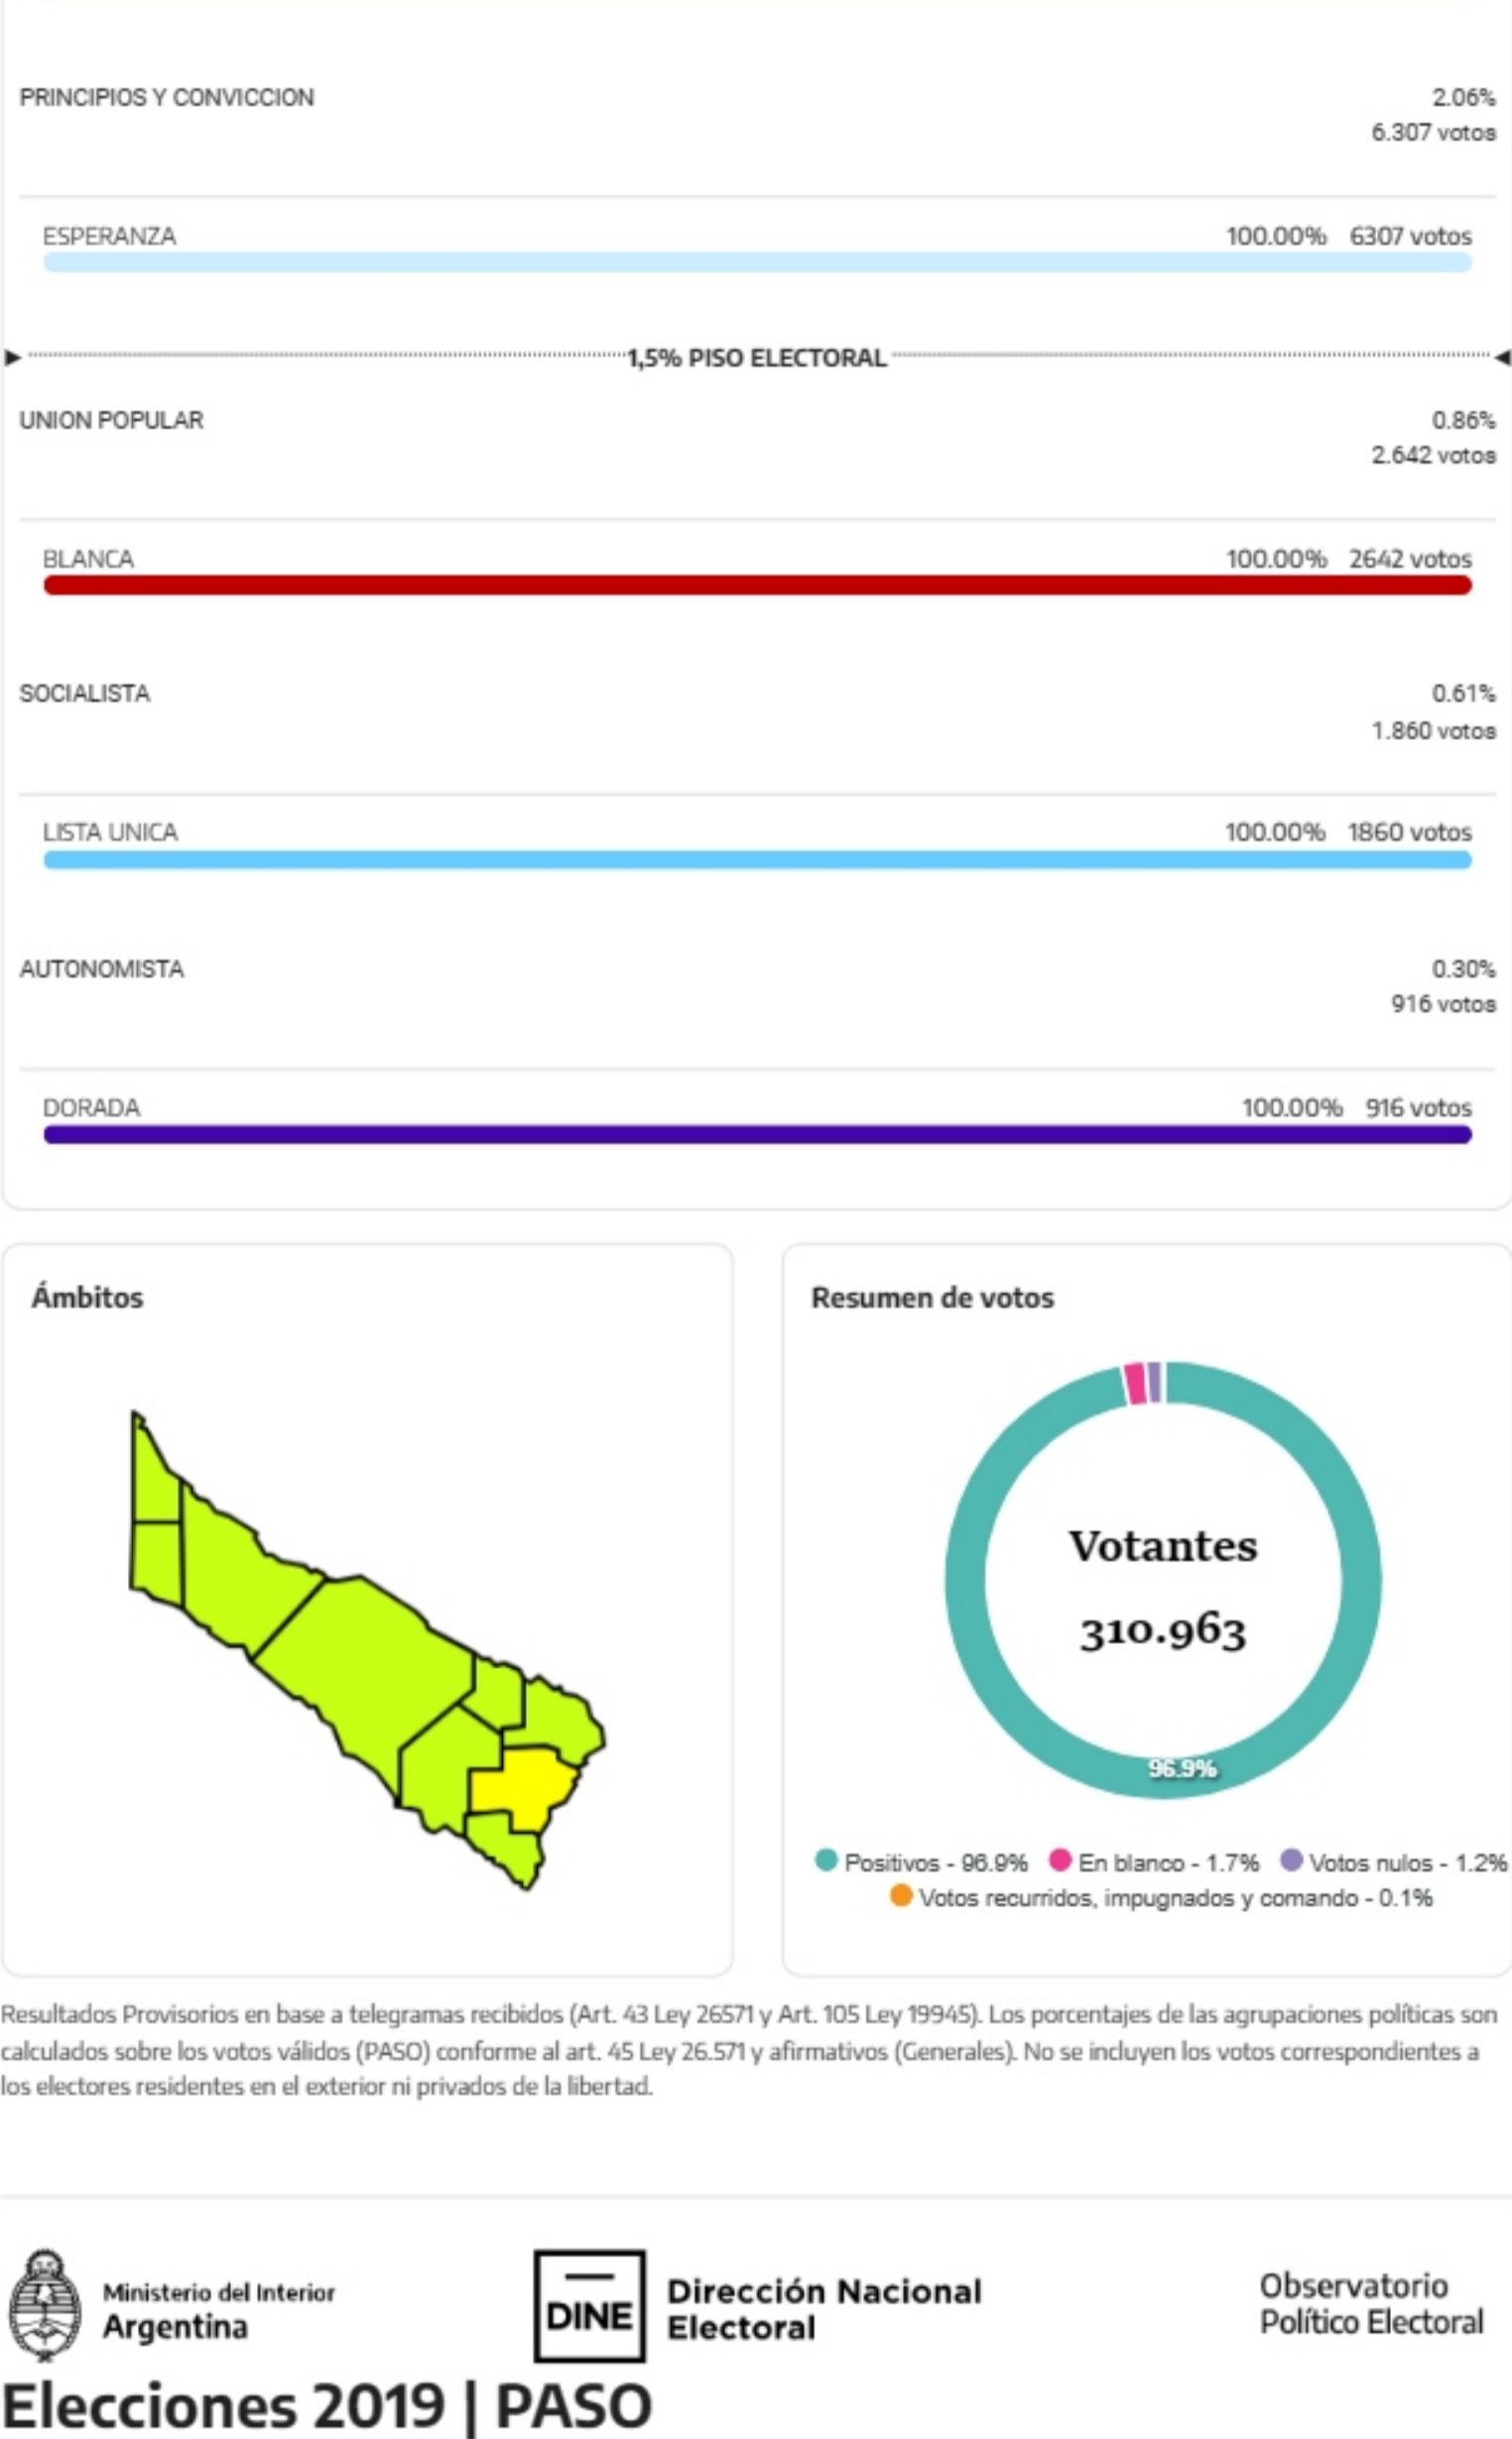 PRINCIPIOS Y CONVICCION 2.06%
6.307 votos
ESPERANZA 100.00% 6307 votos
1,5% PISO ELECTORAL
UNION POPULAR 0.86%
2.642 votos
BLANCA 100.00% 2642 votos
SOCIALISTA 0.61%
1.860 votos
LISTA UNICA 100.00% 1860 votos
AUTONOMISTA 0.30%
916 votos
DORADA 100.00% 916 votos
Ámbitos
Resumen de votos
Votantes
310.963
96.9%
Positivos - 96.9% En blanco - 1.7% Votos nulos - 1.2%
Votos recurridos, impugnados y comando - 0.1%
Resultados Provisorios en base a telegramas recibidos (Art. 43 Ley 26571 y Art. 105 Ley 19945). Los porcentajes de las agrupaciones políticas son
calculados sobre los votos válidos (PASO) conforme al art. 45 Ley 26.571 y afirmativos (Generales). No se incluyen los votos correspondientes a
los electores residentes en el exterior ni privados de la libertad.
Ministerio del Interior
Argentina
DINE
Dirección Nacional
Electoral
Observatorio
Político Electoral
Elecciones 2019 | PASO